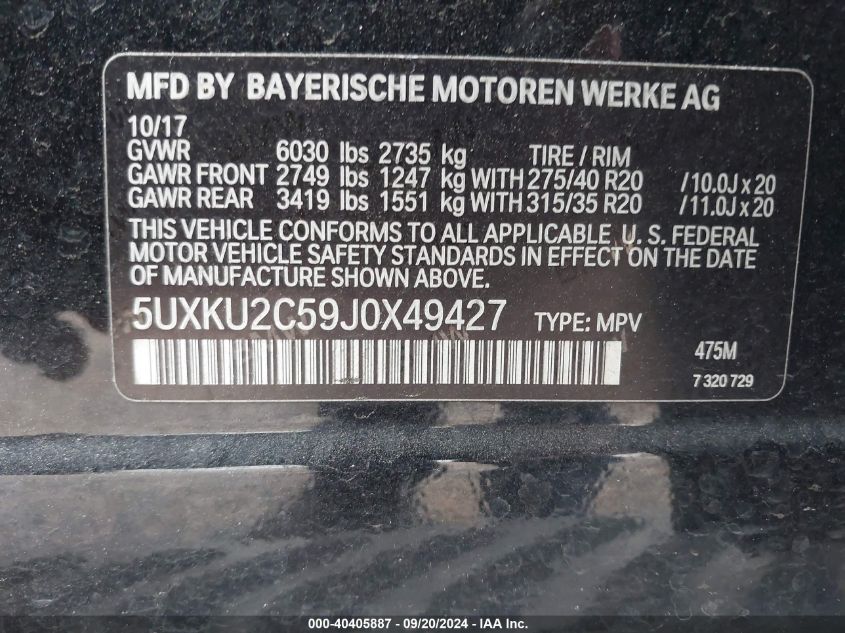 MFD BY BAYERISCHE MOTOREN WERKE AG
10/17
GVWR 6030 lbs 2735 kg TIRE / RIM
GAWR FRONT 2749 lbs 1247 kg WITH 275/40 R20 /10.0J x 20
GAWR REAR 3419 lbs 1551 kg WITH 315/35 R20 /11.0J x 20
THIS VEHICLE CONFORMS TO ALL APPLICABLE U. S. FEDERAL
MOTOR VEHICLE SAFETY STANDARDS IN EFFECT ON THE DATE
OF MANUFACTURE SHOWN ABOVE.
5UXKU2C59J0X49427 TYPE: MPV
475M
7 320 729
000-40405887 - 09/20/2024 - IAA Inc.